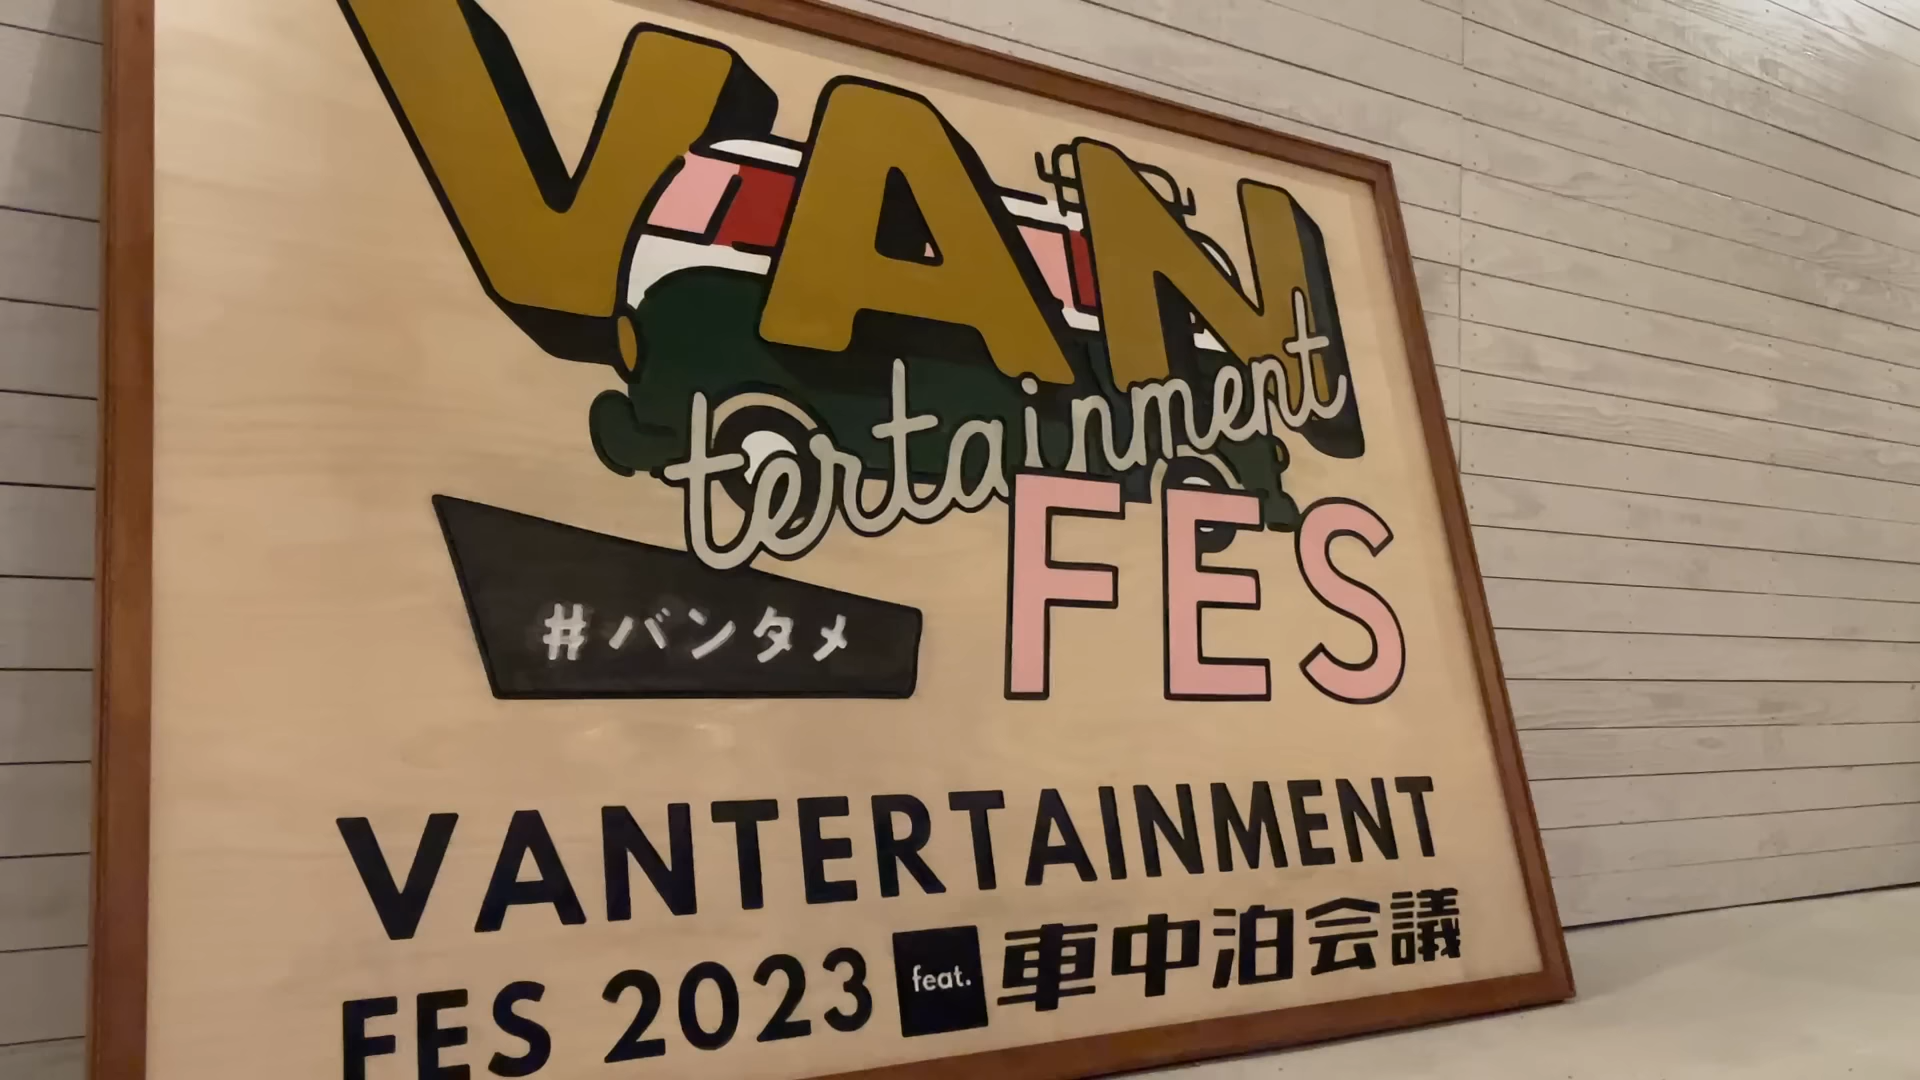 VAN
tertainment
FES
#バンタメ
VANTERTAINMENT
FES 2023 feat. 車中泊会議